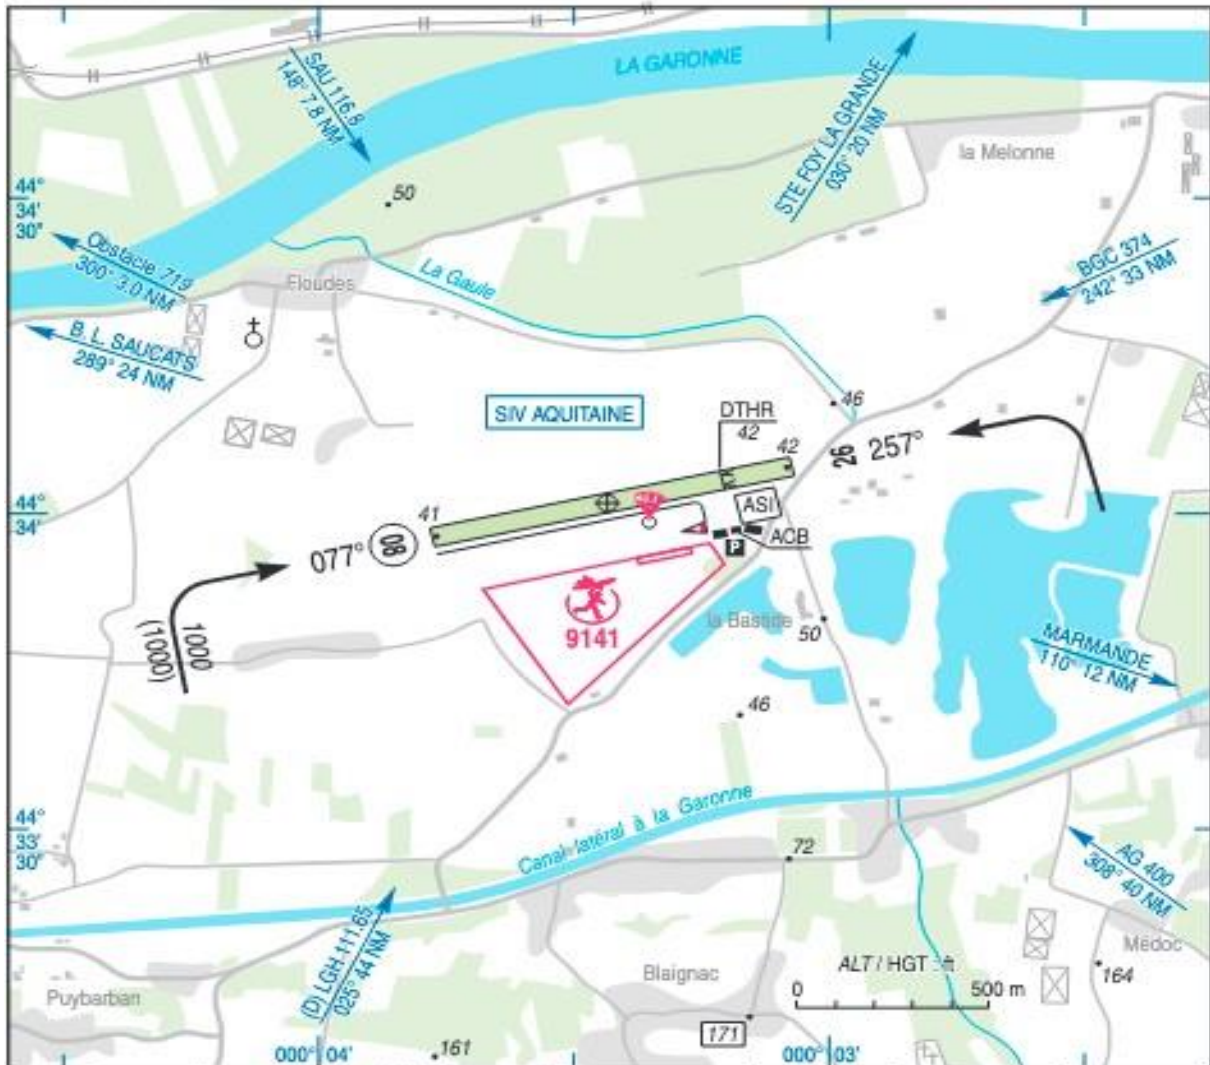 LA GARONNE
SAU 116.8
148° 7.8 NM
STE FOY LA GRANDE
030° 20 NM
la Melonne
44°
34'
30"
50
Obstacle 719
300° 3.0 NM
Floudes
La Gaule
BGC 374
242° 33 NM
B. L. SAUCATS
289° 24 NM
SIV AQUITAINE
DTHR
42
42
46
26 257°
44°
34'
41
077° 08
ASI
ACB
P
9141
la Bastide
50
1000
(1000)
MARMANDE
110° 12 NM
46
44°
33'
30"
Canal latéral à la Garonne
72
AG 400
308° 40 NM
(D) LGH 111.65
025° 44 NM
Médoc
Puybarban
Blaignac
ALT / HGT : ft
164
0 500 m
171
161
000° 04'
000° 03'